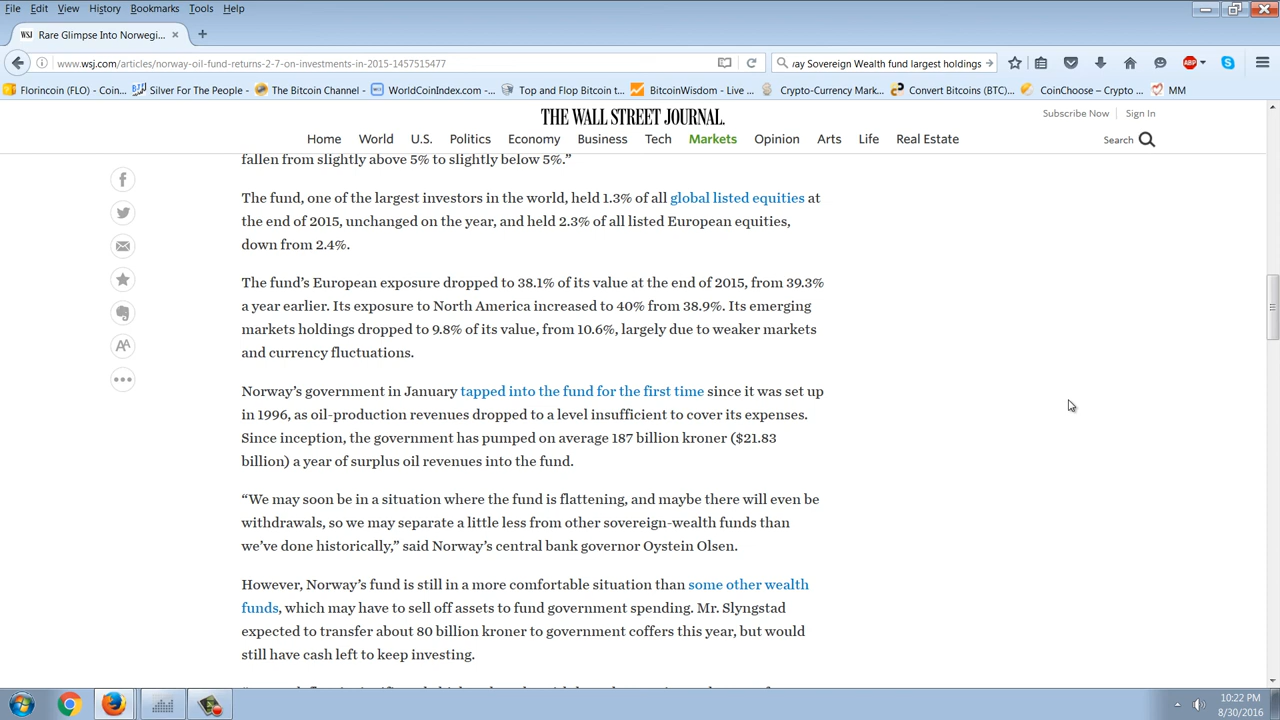 File Edit View History Bookmarks Tools Help
WSJ Rare Glimpse Into Norwegi...
www.wsj.com/articles/norway-oil-fund-returns-2-7-on-investments-in-2015-1457515477
ay Sovereign Wealth fund largest holdings
ABP
Florincoin (FLO) - Coin... Silver For The People - The Bitcoin Channel - WorldCoinIndex.com - Top and Flop Bitcoin t... BitcoinWisdom - Live ... Crypto-Currency Mark... Convert Bitcoins (BTC)... CoinChoose – Crypto ... MM
THE WALL STREET JOURNAL.
Subscribe Now Sign In
Home World U.S. Politics Economy Business Tech Markets Opinion Arts Life Real Estate
Search
fallen from slightly above 5% to slightly below 5%.”
The fund, one of the largest investors in the world, held 1.3% of all global listed equities at
the end of 2015, unchanged on the year, and held 2.3% of all listed European equities,
down from 2.4%.
The fund’s European exposure dropped to 38.1% of its value at the end of 2015, from 39.3%
a year earlier. Its exposure to North America increased to 40% from 38.9%. Its emerging
markets holdings dropped to 9.8% of its value, from 10.6%, largely due to weaker markets
and currency fluctuations.
AA
Norway’s government in January tapped into the fund for the first time since it was set up
in 1996, as oil-production revenues dropped to a level insufficient to cover its expenses.
Since inception, the government has pumped on average 187 billion kroner ($21.83
billion) a year of surplus oil revenues into the fund.
“We may soon be in a situation where the fund is flattening, and maybe there will even be
withdrawals, so we may separate a little less from other sovereign-wealth funds than
we’ve done historically,” said Norway’s central bank governor Oystein Olsen.
However, Norway’s fund is still in a more comfortable situation than some other wealth
funds, which may have to sell off assets to fund government spending. Mr. Slyngstad
expected to transfer about 80 billion kroner to government coffers this year, but would
still have cash left to keep investing.
10:22 PM
8/30/2016